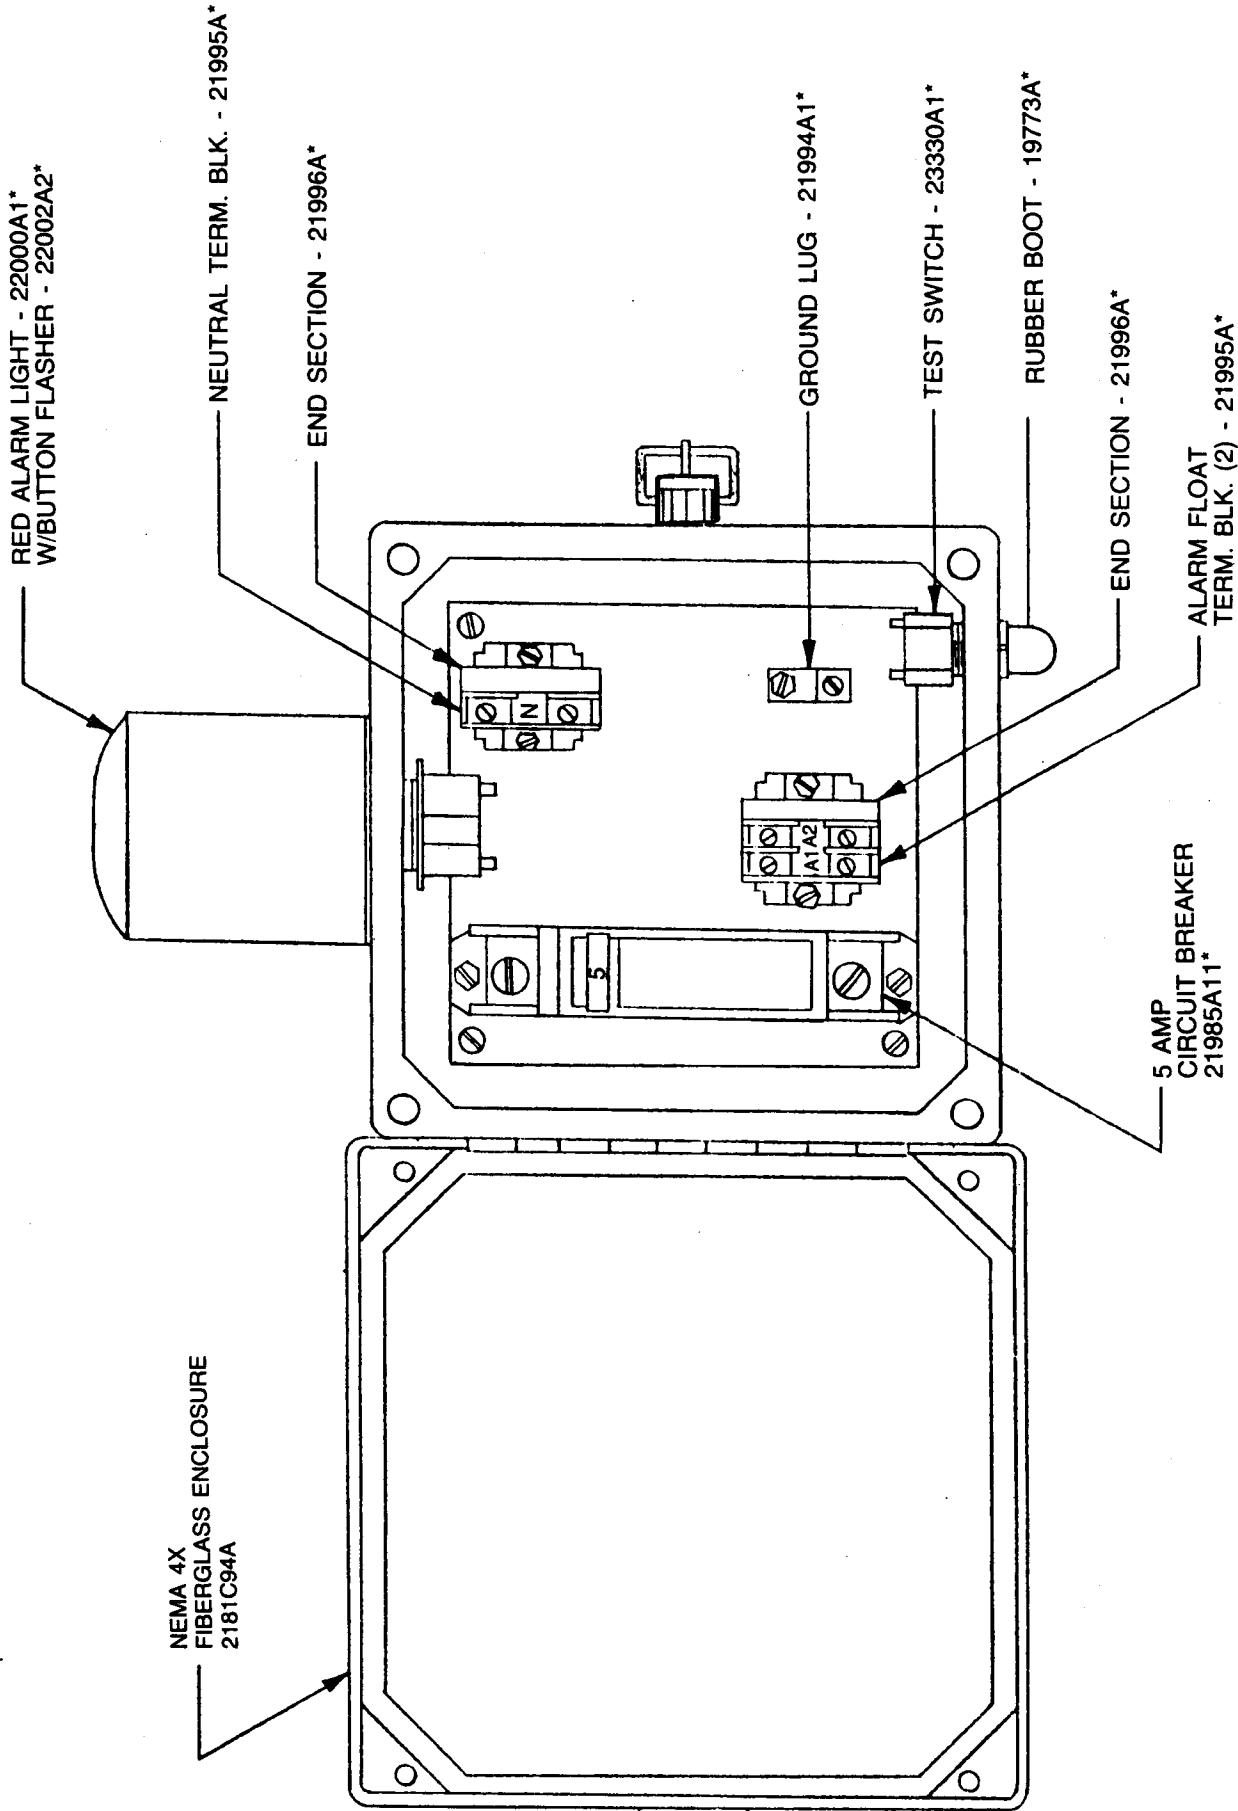 RED ALARM LIGHT - 22000A1*
W/BUTTON FLASHER - 22002A2*
NEUTRAL TERM. BLK. - 21995A*
END SECTION - 21996A*
GROUND LUG - 21994A1*
TEST SWITCH - 23330A1*
RUBBER BOOT - 19773A*
END SECTION - 21996A*
ALARM FLOAT
TERM. BLK. (2) - 21995A*
5 AMP
CIRCUIT BREAKER
21985A11*
NEMA 4X
FIBERGLASS ENCLOSURE
2181C94A
N
A1 A2
5